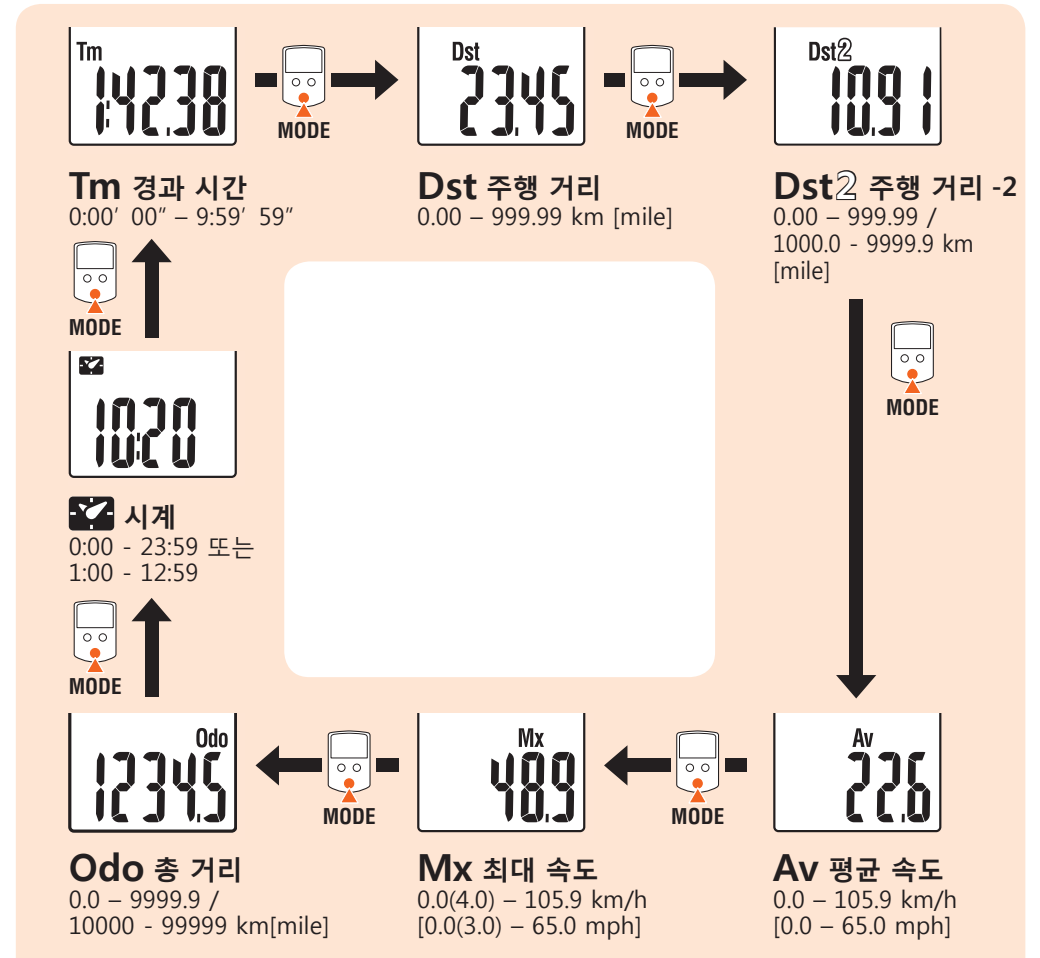 Tm
1:42.38
MODE
Dst
23.45
MODE
Dst2
10.91
Tm 경과 시간
0:00' 00" – 9:59' 59"
Dst 주행 거리
0.00 – 999.99 km [mile]
Dst2 주행 거리 -2
0.00 – 999.99 /
1000.0 - 9999.9 km
[mile]
MODE
MODE
10:20
시계
0:00 - 23:59 또는
1:00 - 12:59
MODE
Odo
1234.5
MODE
Mx
48.9
MODE
Av
22.6
Odo 총 거리
0.0 – 9999.9 /
10000 - 99999 km[mile]
Mx 최대 속도
0.0(4.0) – 105.9 km/h
[0.0(3.0) – 65.0 mph]
Av 평균 속도
0.0 – 105.9 km/h
[0.0 – 65.0 mph]